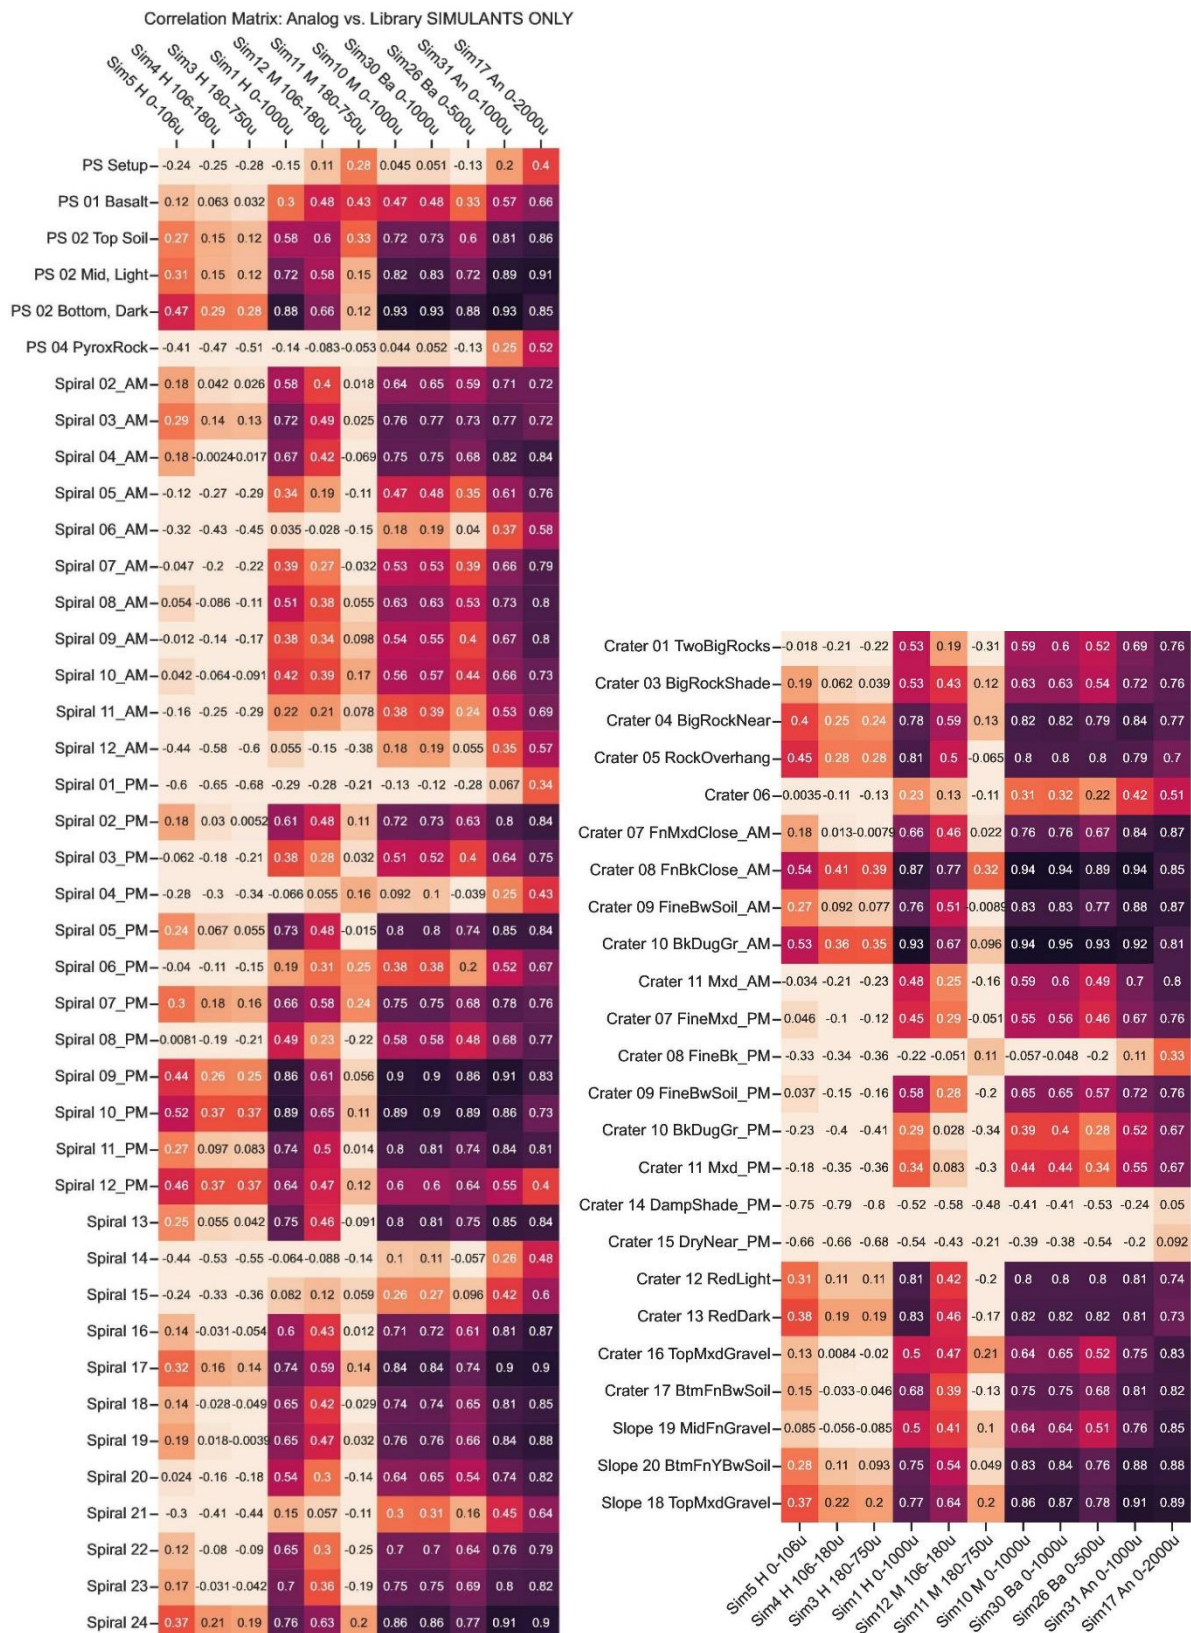 Correlation Matrix: Analog vs. Library SIMULANTS ONLY
Sim5 H 0-106u
Sim4 H 106-180u
Sim3 H 180-750u
Sim1 H 0-1000u
Sim12 M 106-180u
Sim11 M 180-750u
Sim10 M 0-1000u
Sim30 Ba 0-1000u
Sim26 Ba 0-500u
Sim31 An 0-1000u
Sim17 An 0-2000u
PS Setup -0.24 -0.25 -0.28 -0.15 0.11 0.28 0.045 0.051 -0.13 0.2 0.4
PS 01 Basalt 0.12 0.063 0.032 0.3 0.48 0.43 0.47 0.48 0.33 0.57 0.66
PS 02 Top Soil 0.27 0.15 0.12 0.58 0.6 0.33 0.72 0.73 0.6 0.81 0.86
PS 02 Mid, Light 0.31 0.15 0.12 0.72 0.58 0.15 0.82 0.83 0.72 0.89 0.91
PS 02 Bottom, Dark 0.47 0.29 0.28 0.88 0.66 0.12 0.93 0.93 0.88 0.93 0.85
PS 04 PyroxRock -0.41 -0.47 -0.51 -0.14 -0.083 -0.053 0.044 0.052 -0.13 0.25 0.52
Spiral 02_AM 0.18 0.042 0.026 0.58 0.4 0.018 0.64 0.65 0.59 0.71 0.72
Spiral 03_AM 0.29 0.14 0.13 0.72 0.49 0.025 0.76 0.77 0.73 0.77 0.72
Spiral 04_AM 0.18 -0.0024 -0.017 0.67 0.42 -0.069 0.75 0.75 0.68 0.82 0.84
Spiral 05_AM -0.12 -0.27 -0.29 0.34 0.19 -0.11 0.47 0.48 0.35 0.61 0.76
Spiral 06_AM -0.32 -0.43 -0.45 0.035 -0.028 -0.15 0.18 0.19 0.04 0.37 0.58
Spiral 07_AM -0.047 -0.2 -0.22 0.39 0.27 -0.032 0.53 0.53 0.39 0.66 0.79
Spiral 08_AM 0.054 -0.086 -0.11 0.51 0.38 0.055 0.63 0.63 0.53 0.73 0.8
Spiral 09_AM -0.012 -0.14 -0.17 0.38 0.34 0.098 0.54 0.55 0.4 0.67 0.8
Spiral 10_AM 0.042 -0.064 -0.091 0.42 0.39 0.17 0.56 0.57 0.44 0.66 0.73
Spiral 11_AM -0.16 -0.25 -0.29 0.22 0.21 0.078 0.38 0.39 0.24 0.53 0.69
Spiral 12_AM -0.44 -0.58 -0.6 0.055 -0.15 -0.38 0.18 0.19 0.055 0.35 0.57
Spiral 01_PM -0.6 -0.65 -0.68 -0.29 -0.28 -0.21 -0.13 -0.12 -0.28 0.067 0.34
Spiral 02_PM 0.18 0.03 0.0052 0.61 0.48 0.11 0.72 0.73 0.63 0.8 0.84
Spiral 03_PM -0.062 -0.18 -0.21 0.38 0.28 0.032 0.51 0.52 0.4 0.64 0.75
Spiral 04_PM -0.28 -0.3 -0.34 -0.066 0.055 0.16 0.092 0.1 -0.039 0.25 0.43
Spiral 05_PM 0.24 0.067 0.055 0.73 0.48 -0.015 0.8 0.8 0.74 0.85 0.84
Spiral 06_PM -0.04 -0.11 -0.15 0.19 0.31 0.25 0.38 0.38 0.2 0.52 0.67
Spiral 07_PM 0.3 0.18 0.16 0.66 0.58 0.24 0.75 0.75 0.68 0.78 0.76
Spiral 08_PM 0.0081 -0.19 -0.21 0.49 0.23 -0.22 0.58 0.58 0.48 0.68 0.77
Spiral 09_PM 0.44 0.26 0.25 0.86 0.61 0.056 0.9 0.9 0.86 0.91 0.83
Spiral 10_PM 0.52 0.37 0.37 0.89 0.65 0.11 0.89 0.9 0.89 0.86 0.73
Spiral 11_PM 0.27 0.097 0.083 0.74 0.5 0.014 0.8 0.81 0.74 0.84 0.81
Spiral 12_PM 0.46 0.37 0.37 0.64 0.47 0.12 0.6 0.6 0.64 0.55 0.4
Spiral 13 0.25 0.055 0.042 0.75 0.46 -0.091 0.8 0.81 0.75 0.85 0.84
Spiral 14 -0.44 -0.53 -0.55 -0.064 -0.088 -0.14 0.1 0.11 -0.057 0.26 0.48
Spiral 15 -0.24 -0.33 -0.36 0.082 0.12 0.059 0.26 0.27 0.096 0.42 0.6
Spiral 16 0.14 -0.031 -0.054 0.6 0.43 0.012 0.71 0.72 0.61 0.81 0.87
Spiral 17 0.32 0.16 0.14 0.74 0.59 0.14 0.84 0.84 0.74 0.9 0.9
Spiral 18 0.14 -0.028 -0.049 0.65 0.42 -0.029 0.74 0.74 0.65 0.81 0.85
Spiral 19 0.19 0.018 -0.0039 0.65 0.47 0.032 0.76 0.76 0.66 0.84 0.88
Spiral 20 0.024 -0.16 -0.18 0.54 0.3 -0.14 0.64 0.65 0.54 0.74 0.82
Spiral 21 -0.3 -0.41 -0.44 0.15 0.057 -0.11 0.3 0.31 0.16 0.45 0.64
Spiral 22 0.12 -0.08 -0.09 0.65 0.3 -0.25 0.7 0.7 0.64 0.76 0.79
Spiral 23 0.17 -0.031 -0.042 0.7 0.36 -0.19 0.75 0.75 0.69 0.8 0.82
Spiral 24 0.37 0.21 0.19 0.76 0.63 0.2 0.86 0.86 0.77 0.91 0.9
Crater 01 TwoBigRocks -0.018 -0.21 -0.22 0.53 0.19 -0.31 0.59 0.6 0.52 0.69 0.76
Crater 03 BigRockShade 0.19 0.062 0.039 0.53 0.43 0.12 0.63 0.63 0.54 0.72 0.76
Crater 04 BigRockNear 0.4 0.25 0.24 0.78 0.59 0.13 0.82 0.82 0.79 0.84 0.77
Crater 05 RockOverhang 0.45 0.28 0.28 0.81 0.5 -0.065 0.8 0.8 0.8 0.79 0.7
Crater 06 0.0035 -0.11 -0.13 0.23 0.13 -0.11 0.31 0.32 0.22 0.42 0.51
Crater 07 FnMxdClose_AM 0.18 0.013 -0.0079 0.66 0.46 0.022 0.76 0.76 0.67 0.84 0.87
Crater 08 FnBkClose_AM 0.54 0.41 0.39 0.87 0.77 0.32 0.94 0.94 0.89 0.94 0.85
Crater 09 FineBwSoil_AM 0.27 0.092 0.077 0.76 0.51 -0.0089 0.83 0.83 0.77 0.88 0.87
Crater 10 BkDugGr_AM 0.53 0.36 0.35 0.93 0.67 0.096 0.94 0.95 0.93 0.92 0.81
Crater 11 Mxd_AM -0.034 -0.21 -0.23 0.48 0.25 -0.16 0.59 0.6 0.49 0.7 0.8
Crater 07 FineMxd_PM 0.046 -0.1 -0.12 0.45 0.29 -0.051 0.55 0.56 0.46 0.67 0.76
Crater 08 FineBk_PM -0.33 -0.34 -0.36 -0.22 -0.051 0.11 -0.057 -0.048 -0.2 0.11 0.33
Crater 09 FineBwSoil_PM 0.037 -0.15 -0.16 0.58 0.28 -0.2 0.65 0.65 0.57 0.72 0.76
Crater 10 BkDugGr_PM -0.23 -0.4 -0.41 0.29 0.028 -0.34 0.39 0.4 0.28 0.52 0.67
Crater 11 Mxd_PM -0.18 -0.35 -0.36 0.34 0.083 -0.3 0.44 0.44 0.34 0.55 0.67
Crater 14 DampShade_PM -0.75 -0.79 -0.8 -0.52 -0.58 -0.48 -0.41 -0.41 -0.53 -0.24 0.05
Crater 15 DryNear_PM -0.66 -0.66 -0.68 -0.54 -0.43 -0.21 -0.39 -0.38 -0.54 -0.2 0.092
Crater 12 RedLight 0.31 0.11 0.11 0.81 0.42 -0.2 0.8 0.8 0.8 0.81 0.74
Crater 13 RedDark 0.38 0.19 0.19 0.83 0.46 -0.17 0.82 0.82 0.82 0.81 0.73
Crater 16 TopMxdGravel 0.13 0.0084 -0.02 0.5 0.47 0.21 0.64 0.65 0.52 0.75 0.83
Crater 17 BtmFnBwSoil 0.15 -0.033 -0.046 0.68 0.39 -0.13 0.75 0.75 0.68 0.81 0.82
Slope 19 MidFnGravel 0.085 -0.056 -0.085 0.5 0.41 0.1 0.64 0.64 0.51 0.76 0.85
Slope 20 BtmFnYBwSoil 0.28 0.11 0.093 0.75 0.54 0.049 0.83 0.84 0.76 0.88 0.88
Slope 18 TopMxdGravel 0.37 0.22 0.2 0.77 0.64 0.2 0.86 0.87 0.78 0.91 0.89
Sim5 H 0-106u
Sim4 H 106-180u
Sim3 H 180-750u
Sim1 H 0-1000u
Sim12 M 106-180u
Sim11 M 180-750u
Sim10 M 0-1000u
Sim30 Ba 0-1000u
Sim26 Ba 0-500u
Sim31 An 0-1000u
Sim17 An 0-2000u